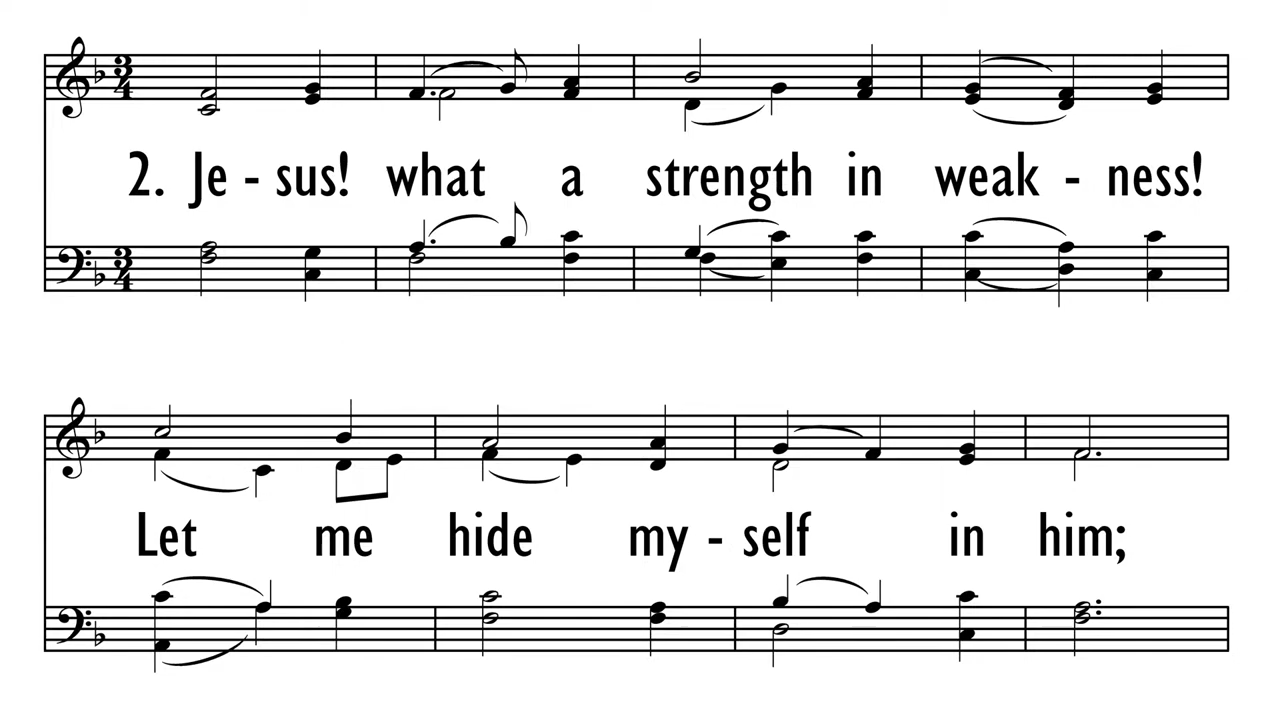 2. Je - sus! what a strength in weak - ness!
Let me hide my - self in him;